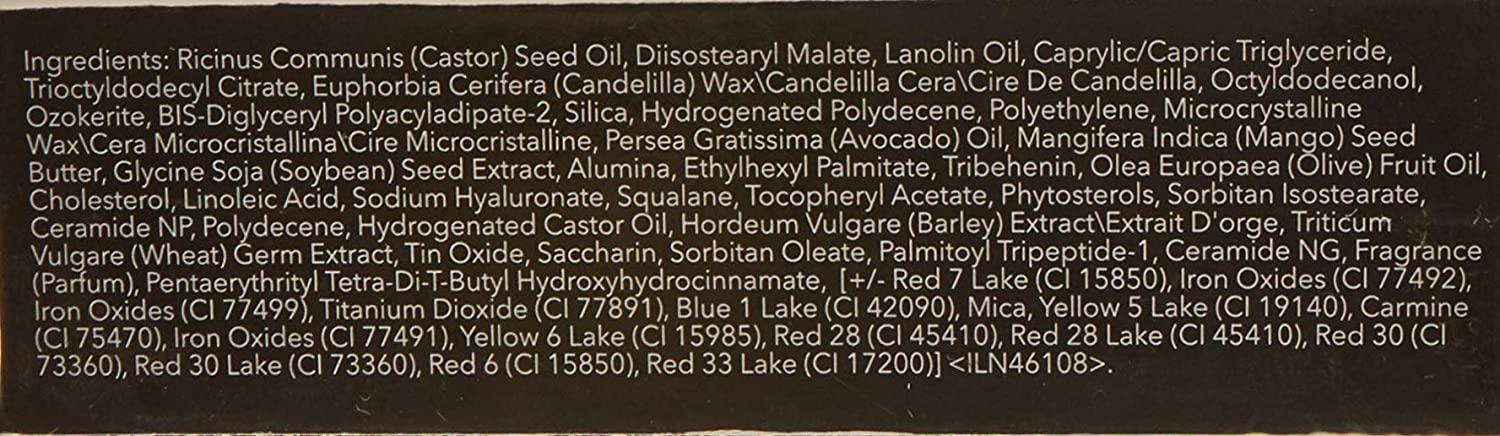 Ingredients: Ricinus Communis (Castor) Seed Oil, Diisostearyl Malate, Lanolin Oil, Caprylic/Capric Triglyceride,
Trioctyldodecyl Citrate, Euphorbia Cerifera (Candelilla) Wax\Candelilla Cera\Cire De Candelilla, Octyldodecanol,
Ozokerite, BIS-Diglyceryl Polyacyladipate-2, Silica, Hydrogenated Polydecene, Polyethylene, Microcrystalline
Wax\Cera Microcristallina\Cire Microcristalline, Persea Gratissima (Avocado) Oil, Mangifera Indica (Mango) Seed
Butter, Glycine Soja (Soybean) Seed Extract, Alumina, Ethylhexyl Palmitate, Tribehenin, Olea Europaea (Olive) Fruit Oil,
Cholesterol, Linoleic Acid, Sodium Hyaluronate, Squalane, Tocopheryl Acetate, Phytosterols, Sorbitan Isostearate,
Ceramide NP, Polydecene, Hydrogenated Castor Oil, Hordeum Vulgare (Barley) Extract\Extrait D'orge, Triticum
Vulgare (Wheat) Germ Extract, Tin Oxide, Saccharin, Sorbitan Oleate, Palmitoyl Tripeptide-1, Ceramide NG, Fragrance
(Parfum), Pentaerythrityl Tetra-Di-T-Butyl Hydroxyhydrocinnamate, [+/- Red 7 Lake (CI 15850), Iron Oxides (CI 77492),
Iron Oxides (CI 77499), Titanium Dioxide (CI 77891), Blue 1 Lake (CI 42090), Mica, Yellow 5 Lake (CI 19140), Carmine
(CI 75470), Iron Oxides (CI 77491), Yellow 6 Lake (CI 15985), Red 28 (CI 45410), Red 28 Lake (CI 45410), Red 30 (CI
73360), Red 30 Lake (CI 73360), Red 6 (CI 15850), Red 33 Lake (CI 17200)] <ILN46108>.